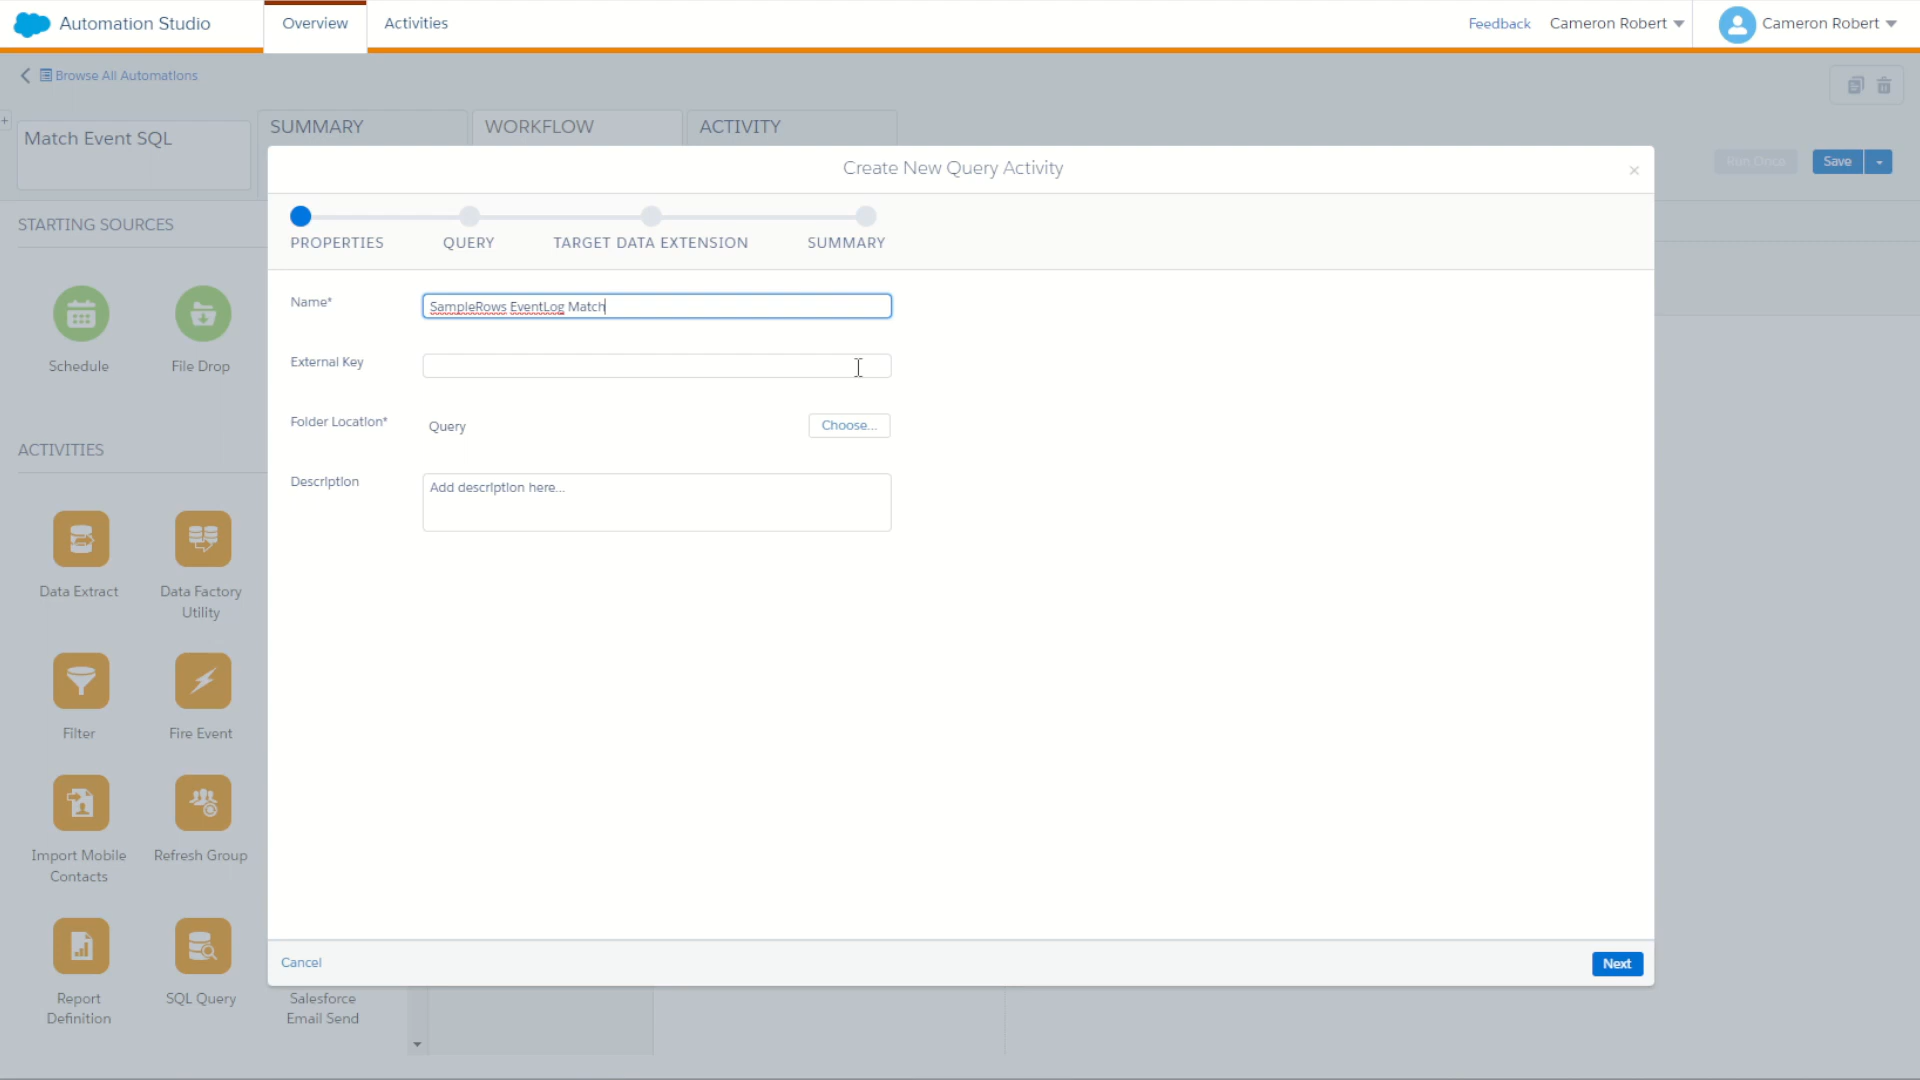 Automation Studio
Overview
Activities
Feedback
Cameron Robert
Cameron Robert
Browse All Automations
+
Match Event SQL
SUMMARY
WORKFLOW
ACTIVITY
Run Once
Save
Create New Query Activity
×
PROPERTIES
QUERY
TARGET DATA EXTENSION
SUMMARY
STARTING SOURCES
Schedule
File Drop
Name*
SampleRows EventLog Match
External Key
Folder Location*
Query
Choose...
Description
Add description here...
ACTIVITIES
Data Extract
Data Factory
Utility
Filter
Fire Event
Import Mobile
Contacts
Refresh Group
Report
Definition
SQL Query
Salesforce
Email Send
Cancel
Next